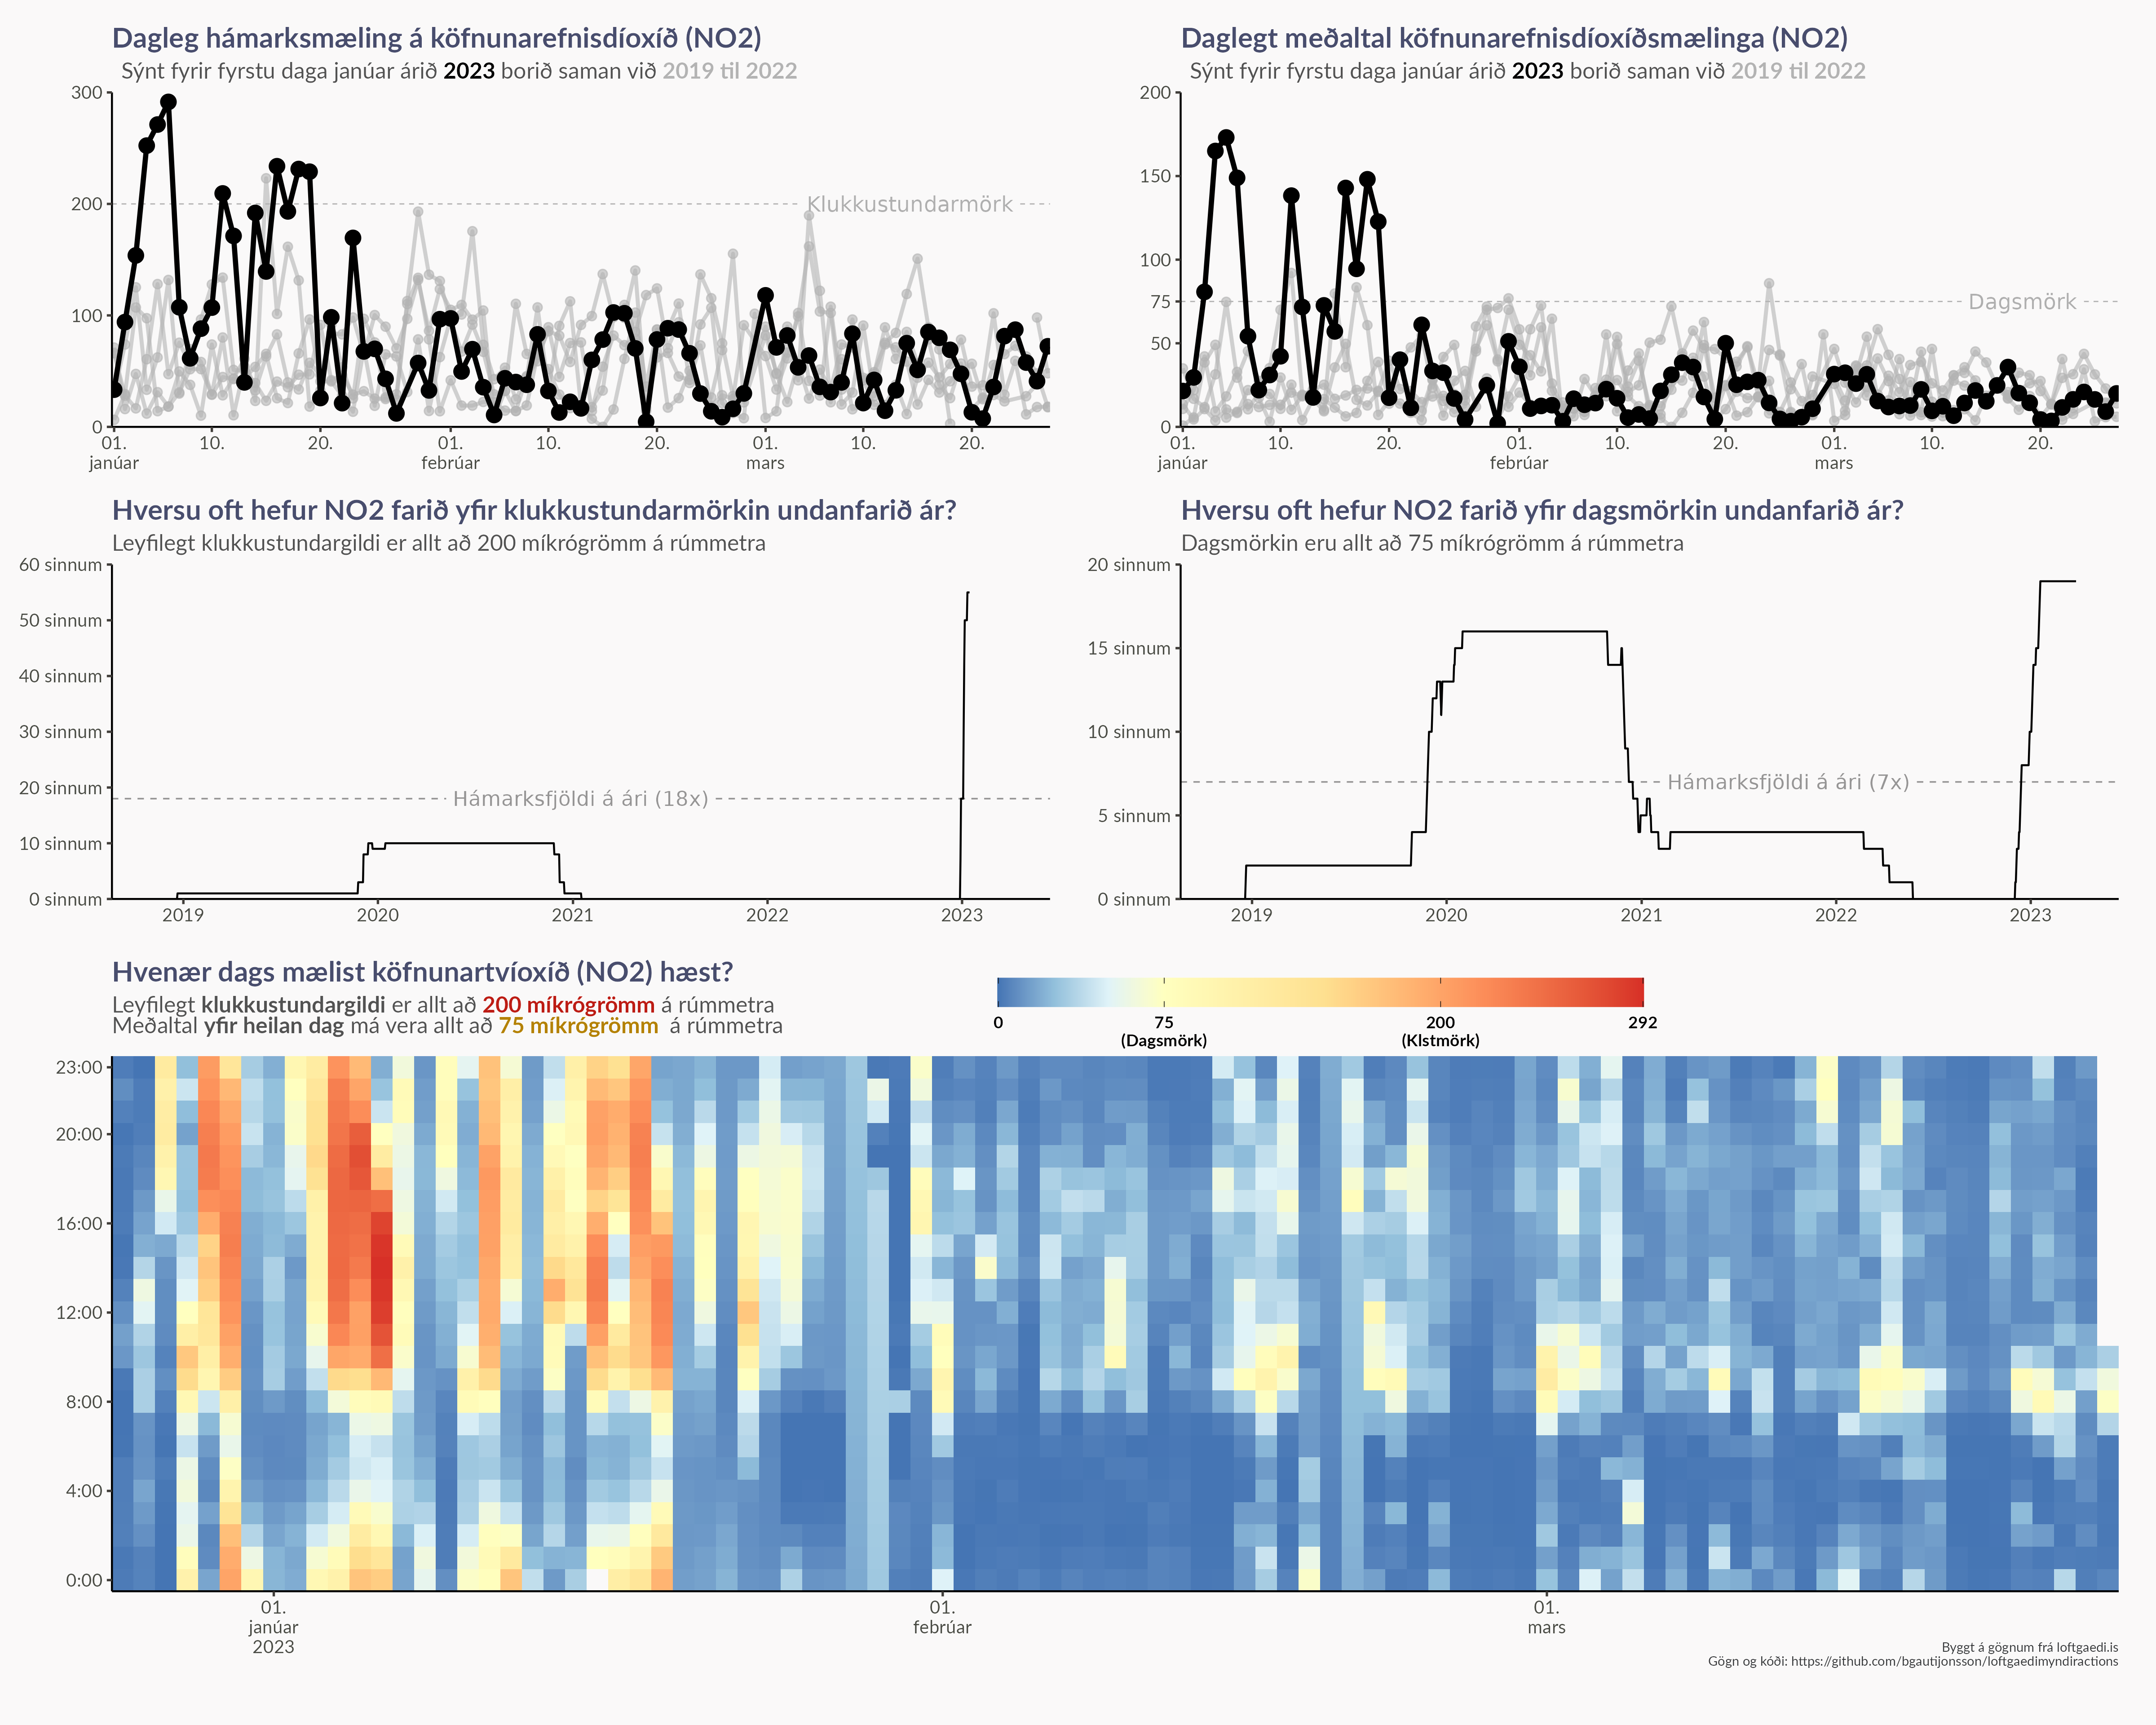 Dagleg hámarksmæling á köfnunarefnisdíoxíð (NO2)
Sýnt fyrir fyrstu daga janúar árið 2023 borið saman við 2019 til 2022
300
200
100
0
Klukkustundarmörk
01. 10. 20. 01. 10. 20. 01. 10. 20.
janúar febrúar mars
Daglegt meðaltal köfnunarefnisdíoxíðsmælinga (NO2)
Sýnt fyrir fyrstu daga janúar árið 2023 borið saman við 2019 til 2022
200
150
100
75
50
0
Dagsmörk
01. 10. 20. 01. 10. 20. 01. 10. 20.
janúar febrúar mars
Hversu oft hefur NO2 farið yfir klukkustundarmörkin undanfarið ár?
Leyfilegt klukkustundargildi er allt að 200 míkrógrömm á rúmmetra
60 sinnum
50 sinnum
40 sinnum
30 sinnum
20 sinnum
10 sinnum
0 sinnum
Hámarksfjöldi á ári (18x)
2019 2020 2021 2022 2023
Hversu oft hefur NO2 farið yfir dagsmörkin undanfarið ár?
Dagsmörkin eru allt að 75 míkrógrömm á rúmmetra
20 sinnum
15 sinnum
10 sinnum
5 sinnum
0 sinnum
Hámarksfjöldi á ári (7x)
2019 2020 2021 2022 2023
Hvenær dags mælist köfnunartvíoxíð (NO2) hæst?
Leyfilegt klukkustundargildi er allt að 200 míkrógrömm á rúmmetra
Meðaltal yfir heilan dag má vera allt að 75 míkrógrömm á rúmmetra
0 75 200 292
(Dagsmörk) (Klstmörk)
23:00
20:00
16:00
12:00
8:00
4:00
0:00
01. 01. 01.
janúar febrúar mars
2023
Byggt á gögnum frá loftgaedi.is
Gögn og kóði: https://github.com/bgautijonsson/loftgaedimyndiractions